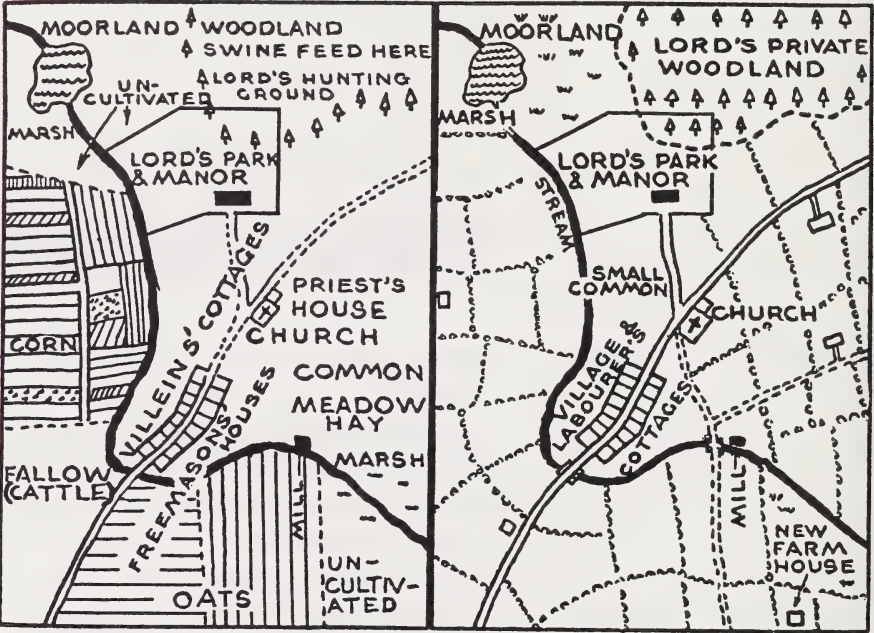 MOORLAND
WOODLAND
SWINE FEED HERE
LORD'S HUNTING
GROUND
UN-
CULTIVATED
MARSH
LORD'S PARK
& MANOR
VILLEINS' COTTAGES
PRIEST'S
HOUSE
CHURCH
CORN
COMMON
MEADOW
HAY
FREEMASONS'
HOUSES
FALLOW
(CATTLE)
MARSH
MILL
OATS
UN-
CULTIV-
ATED
MOORLAND
LORD'S PRIVATE
WOODLAND
MARSH
LORD'S PARK
& MANOR
STREAM
SMALL
COMMON
CHURCH
VILLAGE &
LABOURER'S
COTTAGES
MILL
NEW
FARM
HOUSE